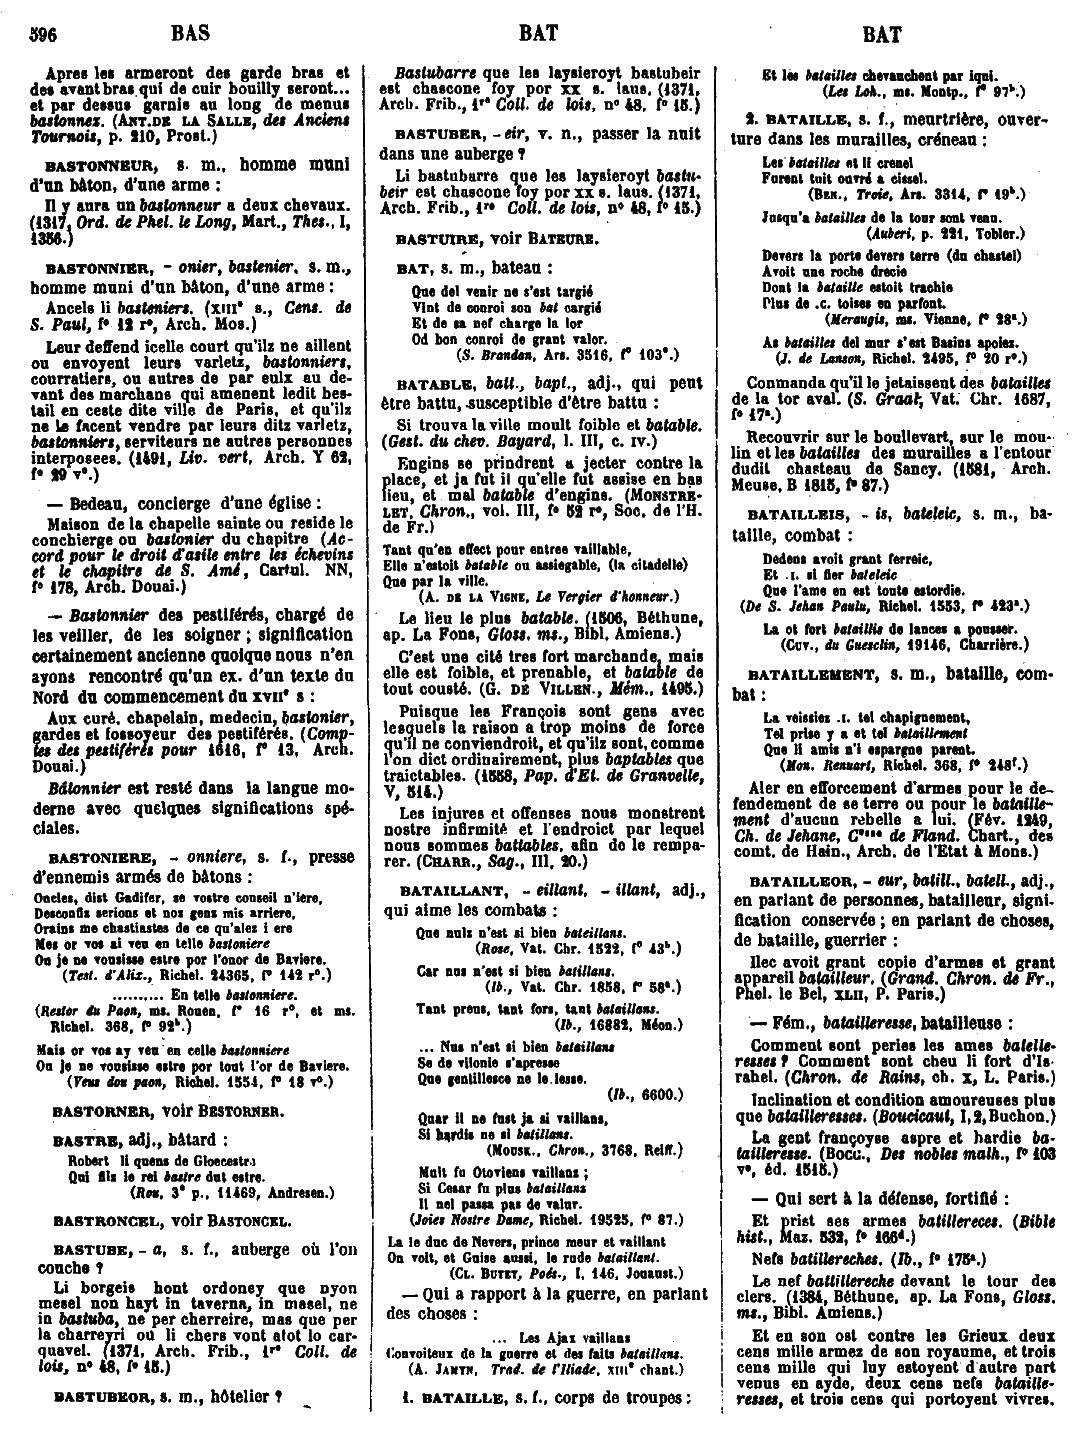 596 BAS BAT BAT
Apres les armeront des garde bras et
des avant bras qui de cuir bouilly seront...
et par dessus garnis au long de menus
bastonnez. (ANT. DE LA SALLE, des Anciens
Tournois, p. 210, Prost.)
BASTONNEUR, s. m., homme muni
d'un bâton, d'une arme :
Il y aura un bastonneur a deux chevaux.
(1317, Ord. de Phel. le Long, Mart., Thes., I,
1356.)
BASTONNIER, - onier, bastenier, s. m.,
homme muni d'un bâton, d'une arme :
Ancels li basteniers. (XIIIe s., Cens. de
S. Paul, fo 12 ro, Arch. Mos.)
Leur deffend icelle court qu'ilz ne aillent
ou envoyent leurs varletz, bastonniers,
courratiers, ou autres de par eulx au de-
vant des marchans qui amenent ledit bes-
tail en ceste dite ville de Paris, et qu'ilz
ne le facent vendre par leurs ditz varletz,
bastonniers, serviteurs ne autres personnes
interposees. (1491, Liv. vert, Arch. Y 62,
fo 29 vo.)
— Bedeau, concierge d'une église :
Maison de la chapelle sainte ou reside le
conchierge ou bastonier du chapitre (Ac-
cord pour le droit d'asile entre les échevins
et le chapitre de S. Amé, Cartul. NN,
fo 178, Arch. Douai.)
— Bastonnier des pestiférés, chargé de
les veiller, de les soigner ; signification
certainement ancienne quoique nous n'en
ayons rencontré qu'un ex. d'un texte du
Nord du commencement du XVIIe s :
Aux curé, chapelain, medecin, bastonier,
gardes et fossoyeur des pestiférés. (Comp-
tes des pestiférés pour 1616, fo 13, Arch.
Douai.)
Bâtonnier est resté dans la langue mo-
derne avec quelques significations spé-
ciales.
BASTONIERE, - onniere, s. f., presse
d'ennemis armés de bâtons :
Oncles, dist Gadifer, se vostre conseil n'iere,
Desconfis serions et nos gens mis arriere,
Orains me chastiastes de ce qu'alez i ere
Mes or vos ai veu en telle bastoniere
Ou je ne vousisse estre por l'onor de Baviere.
(Test. d'Alix., Richel. 24365, fo 142 ro.)
.......... En telle bastonniere.
(Restor du Paon, ms. Rouen, fo 16 ro, et ms.
Richel. 368, fo 92b.)
Mais or vos ay veu en celle bastonniere
Ou je ne vousisse estre por tout l'or de Baviere.
(Veus dou paon, Richel. 1554, fo 18 vo.)
BASTORNER, voir BESTORNER.
BASTRE, adj., bâtard :
Robert li quens de Gloecestre
Qui fils le rei bastre dut estre.
(Rou, 3e p., 11469, Andresen.)
BASTRONCEL, voir BASTONCEL.
BASTUBE, - a, s. f., auberge où l'on
couche ?
Li borgeis hont ordoney que nyon
mesel non hayt in taverna, in mesel, ne
in bastuba, ne per cherreire, mas que per
la charreyri ou li chers vont atot lo car-
quavel. (1371, Arch. Frib., 1re Coll. de
lois, no 48, fo 15.)
BASTUBEOR, s. m., hôtelier ?
Bastubarre que les laysieroyt bastubeir
est chascone foy por XX s. laus. (1371,
Arch. Frib., 1re Coll. de lois, no 48, fo 15.)
BASTUBER, - eir, v. n., passer la nuit
dans une auberge ?
Li bastubarre que les laysieroyt bastu-
beir est chascone foy por XX s. laus. (1371,
Arch. Frib., 1re Coll. de lois, no 48, fo 15.)
BASTUIRE, voir BATEURE.
BAT, s. m., bateau :
Que del venir ne s'est targié
Vint de conroi son bat cargié
Et de sa nef charge la lor
Od bon conroi de grant valor.
(S. Brandan, Ars. 3516, fo 103c.)
BATABLE, batt., bapt., adj., qui peut
être battu, susceptible d'être battu :
Si trouva la ville moult foible et batable.
(Gest. du chev. Bayard, l. III, c. IV.)
Engins se prindrent a jecter contre la
place, et ja fut il qu'elle fut assise en bas
lieu, et mal batable d'engins. (MONSTRE-
LET, Chron., vol. III, fo 52 ro, Soc. de l'H.
de Fr.)
Tant qu'en effect pour entree vaillable,
Elle n'estoit batable ou assiegable, (la citadelle)
Que par la ville.
(A. DE LA VIGNE, Le Vergier d'honneur.)
Le lieu le plus batable. (1506, Béthune,
ap. La Fons, Gloss. ms., Bibl. Amiens.)
C'est une cité tres fort marchande, mais
elle est foible, et prenable, et batable de
tout cousté. (G. DE VILLEN., Mém., 1495.)
Puisque les François sont gens avec
lesquels la raison a trop moins de force
qu'il ne conviendroit, et qu'ilz sont, comme
l'on dict ordinairement, plus baptables que
traictables. (1558, Pap. d'Et. de Granvelle,
V, 514.)
Les injures et offenses nous monstrent
nostre infirmité et l'endroict par lequel
nous sommes battables, afin de le rempa-
rer. (CHARR., Sag., III, 20.)
BATAILLANT, - eillant, - illant, adj.,
qui aime les combats :
Que nulz n'est si bien bateillans.
(Rose, Vat. Chr. 1522, fo 43b.)
Car nus n'est si bien batillans.
(Ib., Vat. Chr. 1858, fo 58a.)
Tant preus, tant fors, tant bataillans.
(Ib., 16882, Méon.)
... Nus n'est si bien bataillans
Se de vilonie s'apresse
Que gentillesce ne le lesse.
(Ib., 6600.)
Quar il ne fust ja si vaillans,
Si hardis ne si batillans.
(MOUSK., Chron., 3768, Reiff.)
Mult fu Otoviens vaillans ;
Si Cesar fu plus bataillans
Il nel passa pas de valur.
(Joies Nostre Dame, Richel. 19525, fo 87.)
La le duc de Nevers, prince meur et vaillant
On voit, et Guise aussi, le rude bataillant.
(CL. BUTET, Poés., I, 146, Jouaust.)
— Qui a rapport à la guerre, en parlant
des choses :
... Les Ajax vaillans
Convoiteux de la guerre et des faits bataillans.
(A. JAMYN, Trad. de l'Iliade, XIIIe chant.)
1. BATAILLE, s. f., corps de troupes :
Et les batailles chevauchent par iqui.
(Les Loh., ms. Montp., fo 97b.)
2. BATAILLE, s. f., meurtrière, ouver-
ture dans les murailles, créneau :
Les batailles et li crenel
Furent tuit ouvré a cisel.
(BEN., Troie, Ars. 3314, fo 19b.)
Jusqu'a batailles de la tour sont venu.
(Auberi, p. 221, Tobler.)
Devers la porte devers terre (du chastel)
Avoit une roche drecie
Dont la bataille estoit trachie
Plus de .c. toises en parfont.
(Meraugis, ms. Vienne, fo 28a.)
As batailles del mur s'est Basins apoies.
(J. de Lanson, Richel. 2495, fo 20 ro.)
Conmanda qu'il le jetaissent des batailles
de la tor aval. (S. Graal, Vat. Chr. 1687,
fo 17a.)
Recouvrir sur le boullevart, sur le mou-
lin et les batailles des murailles a l'entour
dudit chasteau de Sancy. (1581, Arch.
Meuse, B 1815, fo 87.)
BATAILLEIS, - is, bateleic, s. m., ba-
taille, combat :
Dedens avoit grant ferreic,
Et .I. si fier bateleic
Que l'ame en est toute estordie.
(De S. Jehan Paulu, Richel. 1553, fo 423a.)
La ot fort bataillis de lances a pousser.
(CUV., du Guesclin, 19146, Charrière.)
BATAILLEMENT, s. m., bataille, com-
bat :
La veissies .I. tel chapignement,
Tel prise y a et tel bataillement
Que li amis n'i espargne parent.
(Mon. Renuart, Richel. 368, fo 248f.)
Aler en efforcement d'armes pour le de-
fendement de se terre ou pour le bataille-
ment d'aucun rebelle a lui. (Fév. 1249,
Ch. de Jehane, Ctesse de Fland. Chart., des
comt. de Hain., Arch. de l'Etat à Mons.)
BATAILLEOR, - eur, batill., batell., adj.,
en parlant de personnes, batailleur, signi-
fication conservée ; en parlant de choses,
de bataille, guerrier :
Ilec avoit grant copie d'armes et grant
appareil batailleur. (Grand. Chron. de Fr.,
Phel. le Bel, XLII, P. Paris.)
— Fém., batailleresse, batailleuse :
Comment sont peries les ames batelle-
resses ? Comment sont cheu li fort d'Is-
rahel. (Chron. de Rains, ch. X, L. Paris.)
Inclination et condition amoureuses plus
que batailleresses. (Boucicaut, I, 2, Buchon.)
La gent françoyse aspre et hardie ba-
tailleresse. (BOCC., Des nobles malh., fo 103
vo, éd. 1515.)
— Qui sert à la défense, fortifié :
Et prist ses armes batillereces. (Bible
hist., Maz. 532, fo 166d.)
Nefs batillereches. (Ib., fo 175a.)
Le nef battillereche devant le tour des
clers. (1384, Béthune, ap. La Fons, Gloss.
ms., Bibl. Amiens.)
Et en son ost contre les Grieux deux
cens mille armez de son royaume, et trois
cens mille qui luy estoyent d'autre part
venus en ayde, deux cens nefs bataille-
resses, et trois cens qui portoyent vivres.